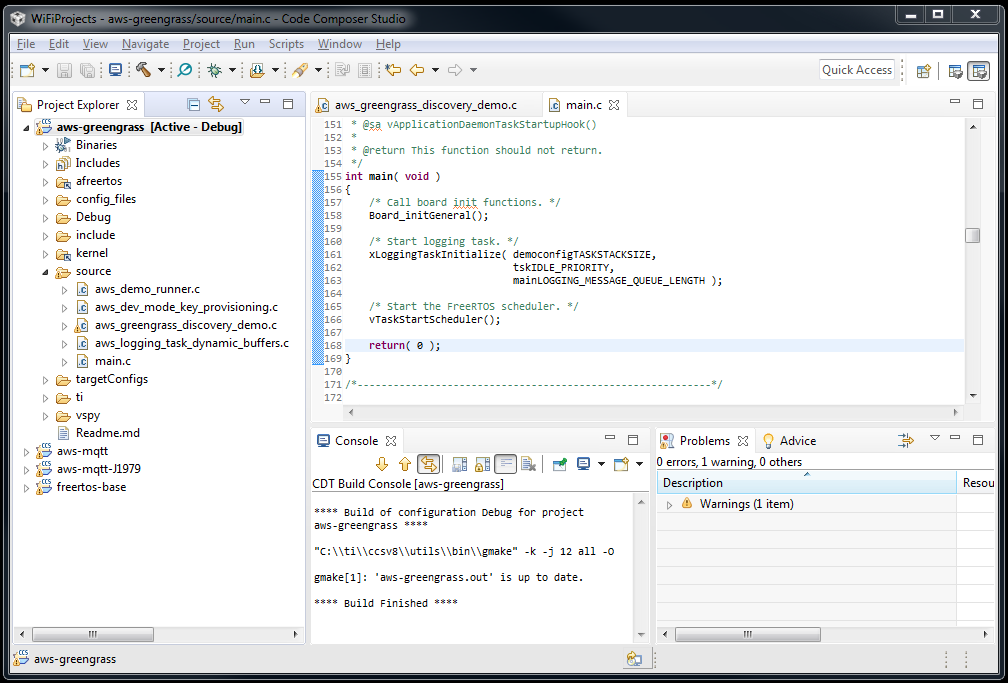 WiFiProjects - aws-greengrass/source/main.c - Code Composer Studio
File Edit View Navigate Project Run Scripts Window Help
Quick Access
Project Explorer
aws-greengrass [Active - Debug]
Binaries
Includes
afreertos
config_files
Debug
include
kernel
source
aws_demo_runner.c
aws_dev_mode_key_provisioning.c
aws_greengrass_discovery_demo.c
aws_logging_task_dynamic_buffers.c
main.c
targetConfigs
ti
vspy
Readme.md
aws-mqtt
aws-mqtt-J1979
freertos-base
aws_greengrass_discovery_demo.c main.c
151 * @sa vApplicationDaemonTaskStartupHook()
152 *
153 * @return This function should not return.
154 */
155 int main( void )
156 {
157 /* Call board init functions. */
158 Board_initGeneral();
159
160 /* Start logging task. */
161 xLoggingTaskInitialize( democonfigTASKSTACKSIZE,
162 tskIDLE_PRIORITY,
163 mainLOGGING_MESSAGE_QUEUE_LENGTH );
164
165 /* Start the FreeRTOS scheduler. */
166 vTaskStartScheduler();
167
168 return( 0 );
169 }
170
171 /*-----------------------------------------------------------*/
172
Console
CDT Build Console [aws-greengrass]
**** Build of configuration Debug for project
aws-greengrass ****
"C:\\ti\\ccsv8\\utils\\bin\\gmake" -k -j 12 all -O
gmake[1]: 'aws-greengrass.out' is up to date.
**** Build Finished ****
Problems Advice
0 errors, 1 warning, 0 others
Description Resou
Warnings (1 item)
aws-greengrass